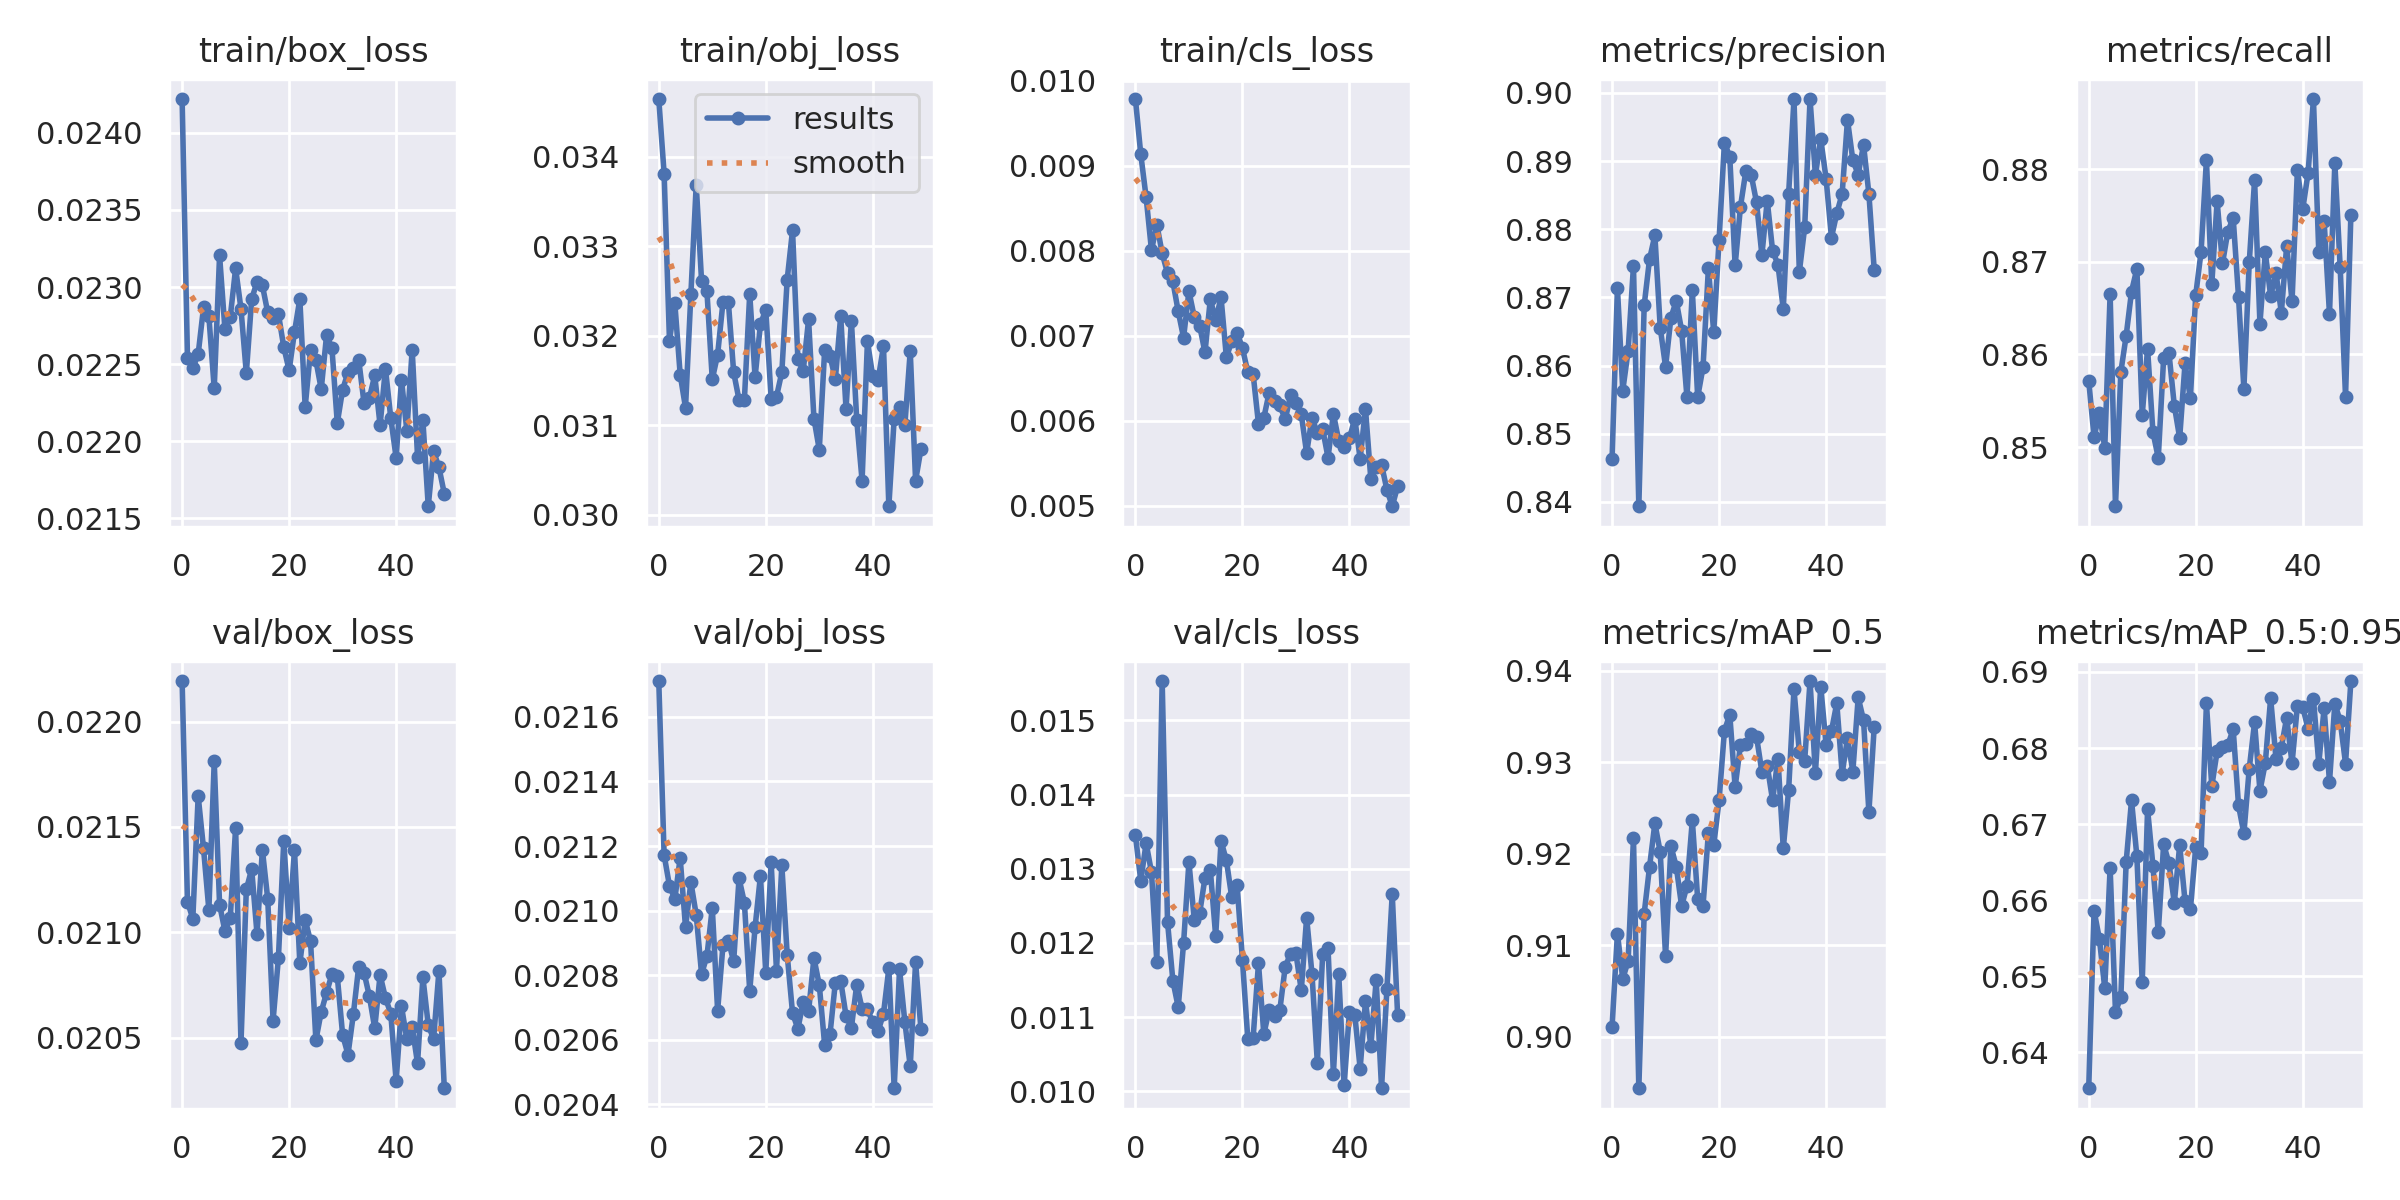 train/box_loss
0.0240
0.0235
0.0230
0.0225
0.0220
0.0215
0 20 40
train/obj_loss
results
smooth
0.034
0.033
0.032
0.031
0.030
0 20 40
train/cls_loss
0.010
0.009
0.008
0.007
0.006
0.005
0 20 40
metrics/precision
0.90
0.89
0.88
0.87
0.86
0.85
0.84
0 20 40
metrics/recall
0.88
0.87
0.86
0.85
0 20 40
val/box_loss
0.0220
0.0215
0.0210
0.0205
0 20 40
val/obj_loss
0.0216
0.0214
0.0212
0.0210
0.0208
0.0206
0.0204
0 20 40
val/cls_loss
0.015
0.014
0.013
0.012
0.011
0.010
0 20 40
metrics/mAP_0.5
0.94
0.93
0.92
0.91
0.90
0 20 40
metrics/mAP_0.5:0.95
0.69
0.68
0.67
0.66
0.65
0.64
0 20 40